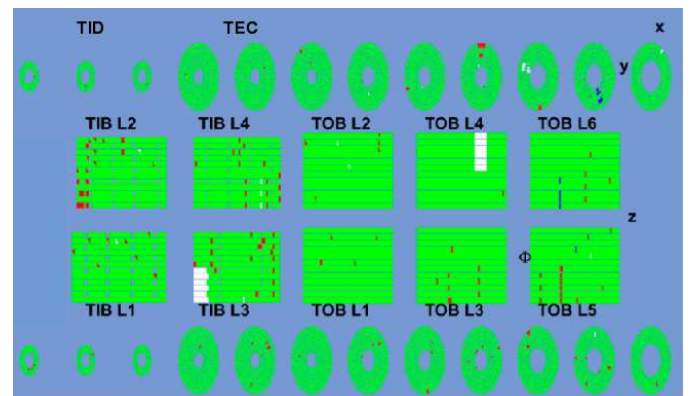 TID TEC x
y
TIB L2 TIB L4 TOB L2 TOB L4 TOB L6
z
Φ
TIB L1 TIB L3 TOB L1 TOB L3 TOB L5